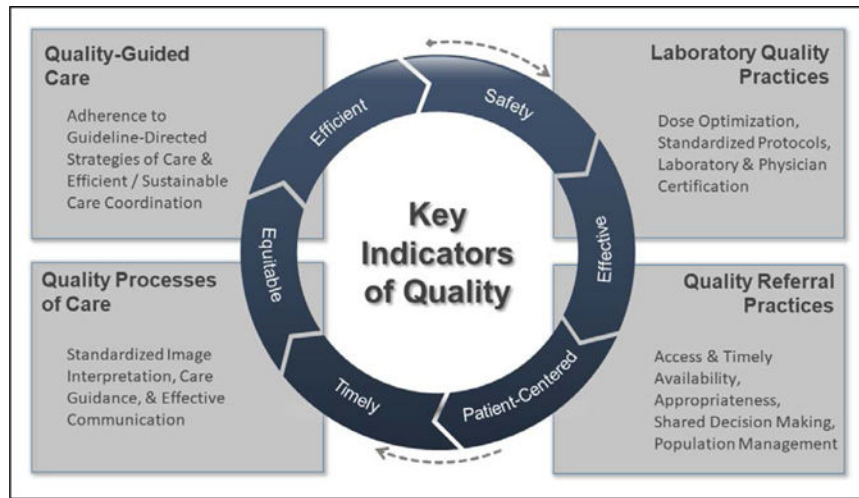 Quality-Guided
Care
Adherence to
Guideline-Directed
Strategies of Care &
Efficient / Sustainable
Care Coordination
Laboratory Quality
Practices
Dose Optimization,
Standardized Protocols,
Laboratory & Physician
Certification
Efficient
Safety
Equitable
Effective
Timely
Patient-Centered
Key
Indicators
of Quality
Quality Processes
of Care
Standardized Image
Interpretation, Care
Guidance, & Effective
Communication
Quality Referral
Practices
Access & Timely
Availability,
Appropriateness,
Shared Decision Making,
Population Management